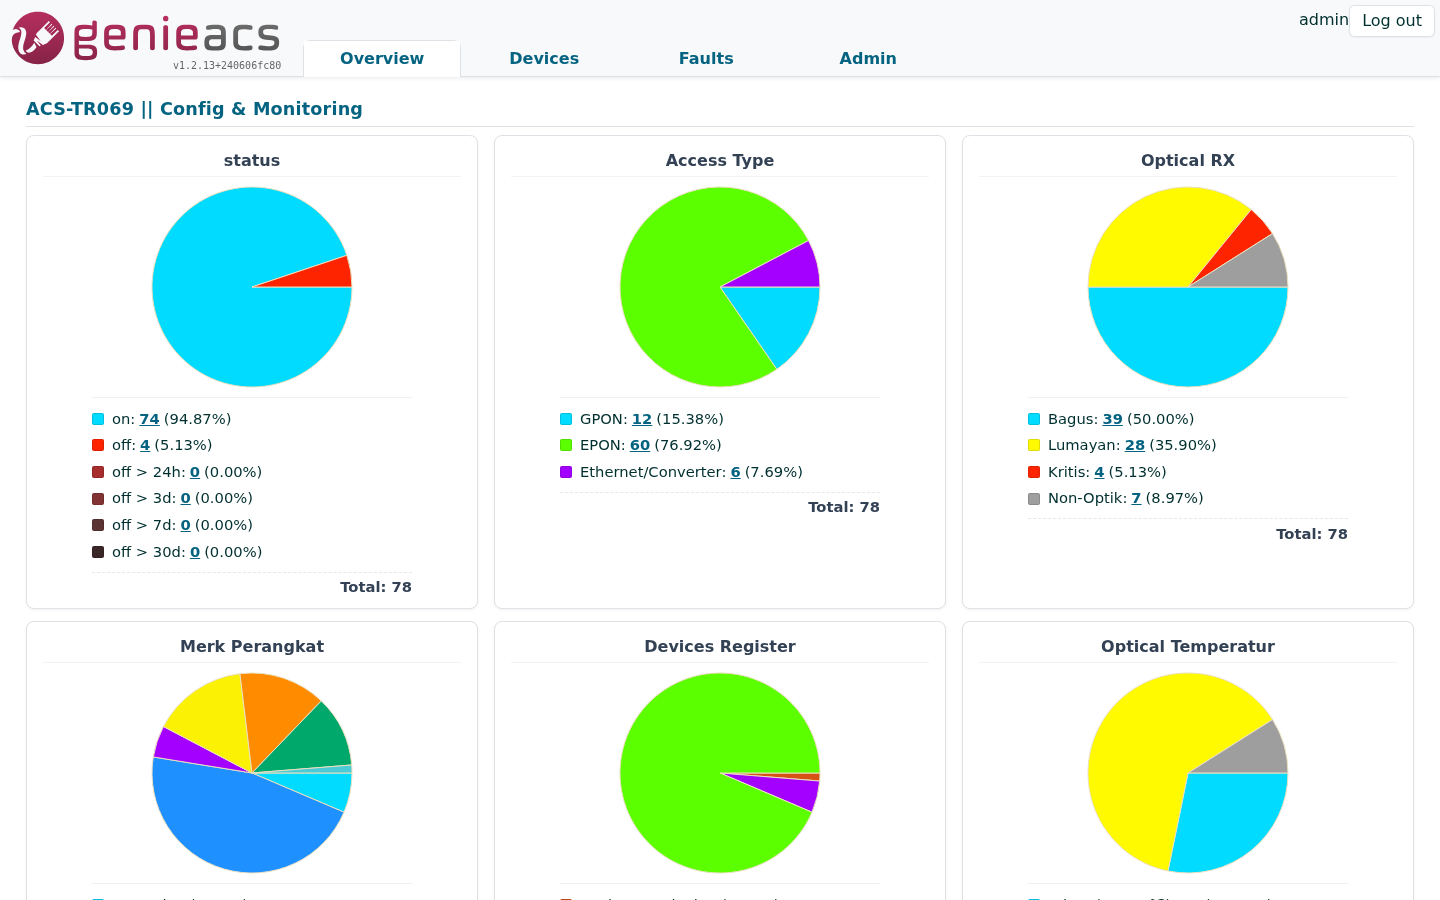 genieacs
v1.2.13+240606fc80
Overview
Devices
Faults
Admin
admin
Log out
ACS-TR069 || Config & Monitoring
status
on: 74 (94.87%)
off: 4 (5.13%)
off > 24h: 0 (0.00%)
off > 3d: 0 (0.00%)
off > 7d: 0 (0.00%)
off > 30d: 0 (0.00%)
Total: 78
Access Type
GPON: 12 (15.38%)
EPON: 60 (76.92%)
Ethernet/Converter: 6 (7.69%)
Total: 78
Optical RX
Bagus: 39 (50.00%)
Lumayan: 28 (35.90%)
Kritis: 4 (5.13%)
Non-Optik: 7 (8.97%)
Total: 78
Merk Perangkat
Devices Register
Optical Temperatur